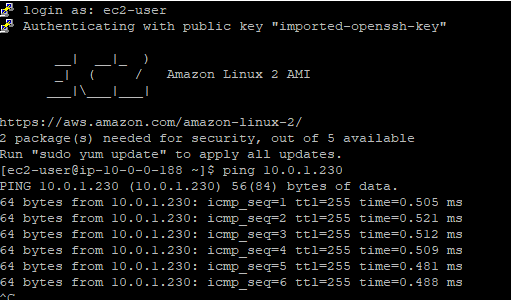 login as: ec2-user
Authenticating with public key "imported-openssh-key"
__|  __|_  )
_|  (     /   Amazon Linux 2 AMI
___|\___|___|
https://aws.amazon.com/amazon-linux-2/
2 package(s) needed for security, out of 5 available
Run "sudo yum update" to apply all updates.
[ec2-user@ip-10-0-0-188 ~]$ ping 10.0.1.230
PING 10.0.1.230 (10.0.1.230) 56(84) bytes of data.
64 bytes from 10.0.1.230: icmp_seq=1 ttl=255 time=0.505 ms
64 bytes from 10.0.1.230: icmp_seq=2 ttl=255 time=0.521 ms
64 bytes from 10.0.1.230: icmp_seq=3 ttl=255 time=0.512 ms
64 bytes from 10.0.1.230: icmp_seq=4 ttl=255 time=0.509 ms
64 bytes from 10.0.1.230: icmp_seq=5 ttl=255 time=0.481 ms
64 bytes from 10.0.1.230: icmp_seq=6 ttl=255 time=0.488 ms
^C